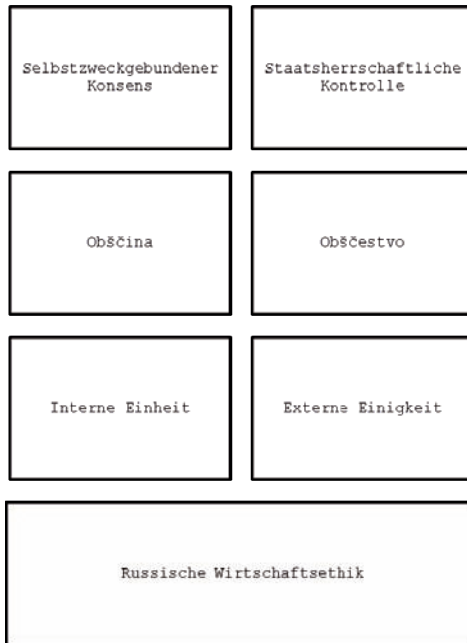 Selbstzweckgebundener
Konsens
Staatsherrschaftliche
Kontrolle
Obščina
Obščestvo
Interne Einheit
Externe Einigkeit
Russische Wirtschaftsethik